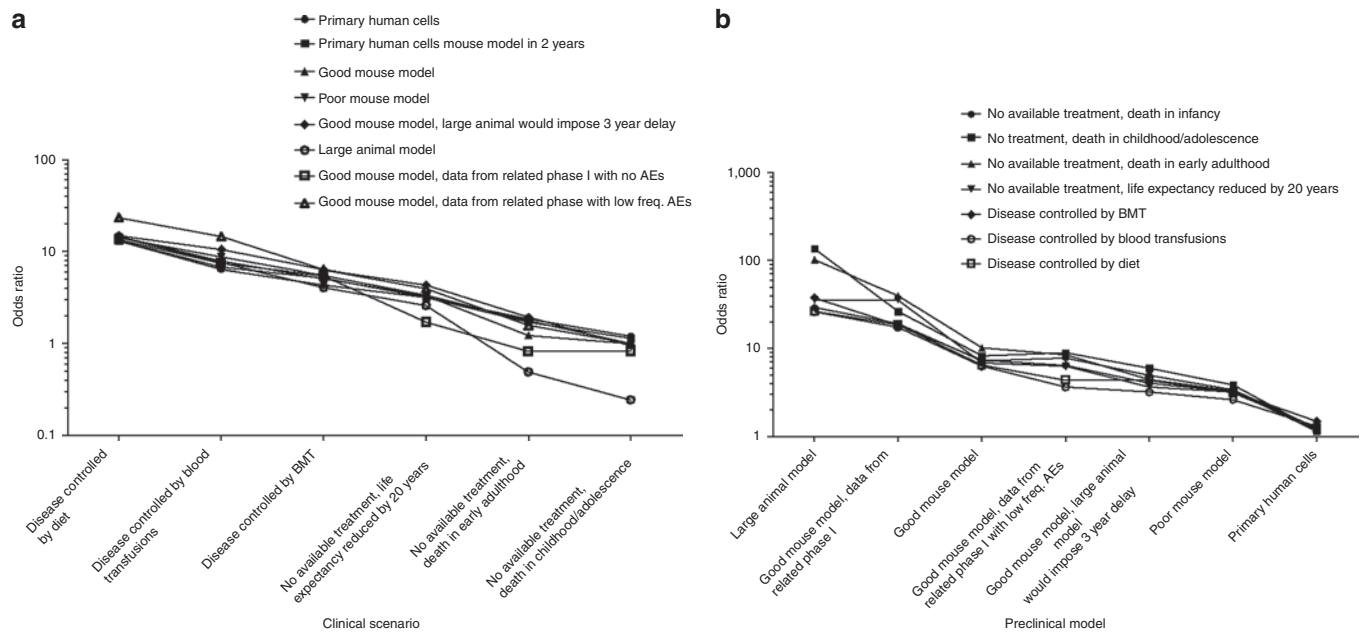 a
Primary human cells
Primary human cells mouse model in 2 years
Good mouse model
Poor mouse model
Good mouse model, large animal would impose 3 year delay
Large animal model
Good mouse model, data from related phase I with no AEs
Good mouse model, data from related phase with low freq. AEs
100
10
1
0.1
Odds ratio
Disease controlled
by diet
Disease controlled by blood
transfusions
Disease controlled by BMT
No available treatment, life
expectancy reduced by 20 years
No available treatment,
death in early adulthood
No available treatment,
death in childhood/adolescence
Clinical scenario
b
No available treatment, death in infancy
No treatment, death in childhood/adolescence
No available treatment, death in early adulthood
No available treatment, life expectancy reduced by 20 years
Disease controlled by BMT
Disease controlled by blood transfusions
Disease controlled by diet
1,000
100
10
1
Odds ratio
Large animal model
Good mouse model, data from
related phase I
Good mouse model
Good mouse model, data from
related phase I with low freq. AEs
Good mouse model, large animal
model
would impose 3 year delay
Poor mouse model
Primary human cells
Preclinical model